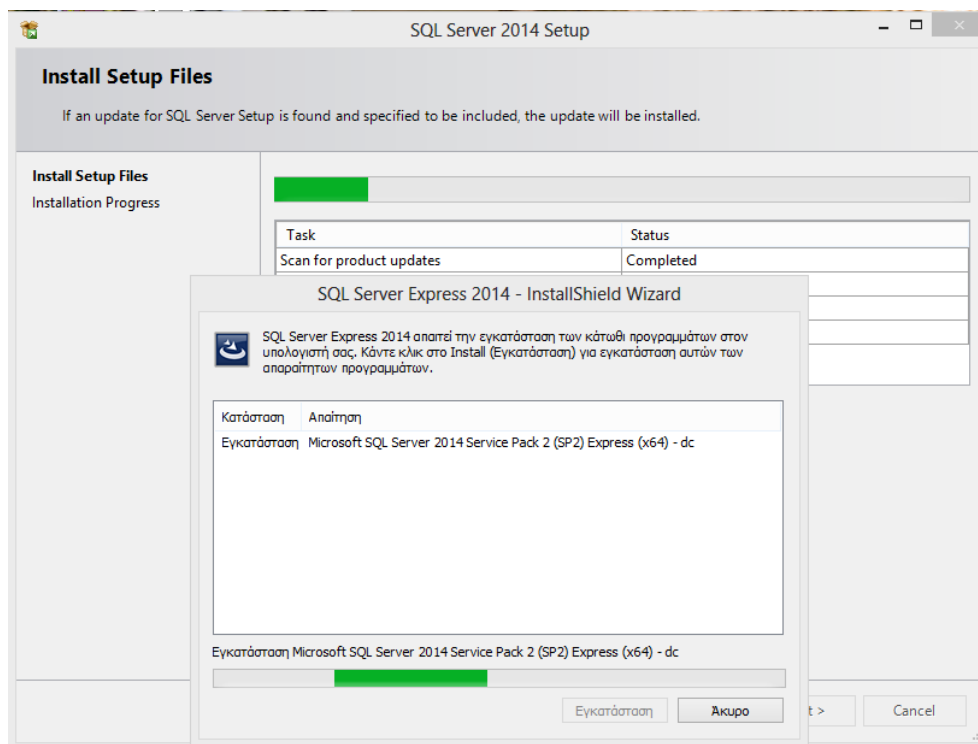 SQL Server 2014 Setup
Install Setup Files
If an update for SQL Server Setup is found and specified to be included, the update will be installed.
Install Setup Files
Installation Progress
Task Status
Scan for product updates Completed
SQL Server Express 2014 - InstallShield Wizard
SQL Server Express 2014 απαιτεί την εγκατάσταση των κάτωθι προγραμμάτων στον
υπολογιστή σας. Κάντε κλικ στο Install (Εγκατάσταση) για εγκατάσταση αυτών των
απαραίτητων προγραμμάτων.
Κατάσταση Απαίτηση
Εγκατάσταση Microsoft SQL Server 2014 Service Pack 2 (SP2) Express (x64) - dc
Εγκατάσταση Microsoft SQL Server 2014 Service Pack 2 (SP2) Express (x64) - dc
Εγκατάσταση Άκυρο t > Cancel